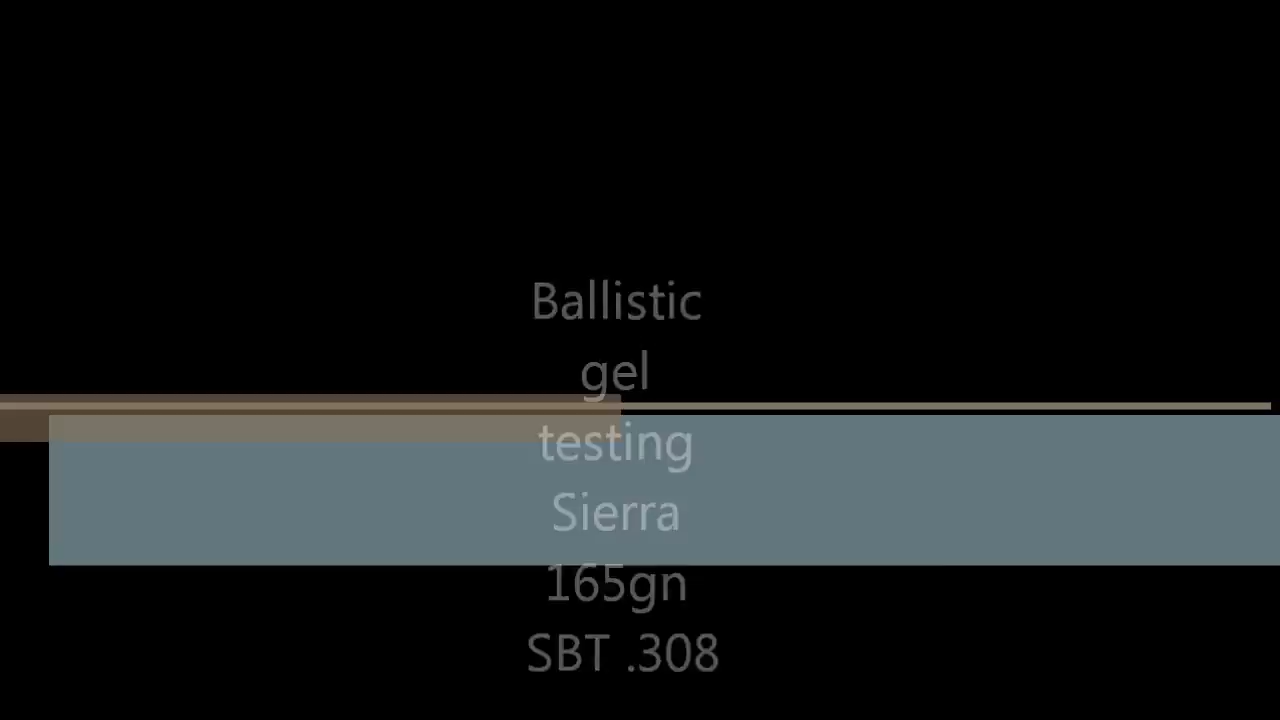 Ballistic
gel
testing
Sierra
165gn
SBT .308